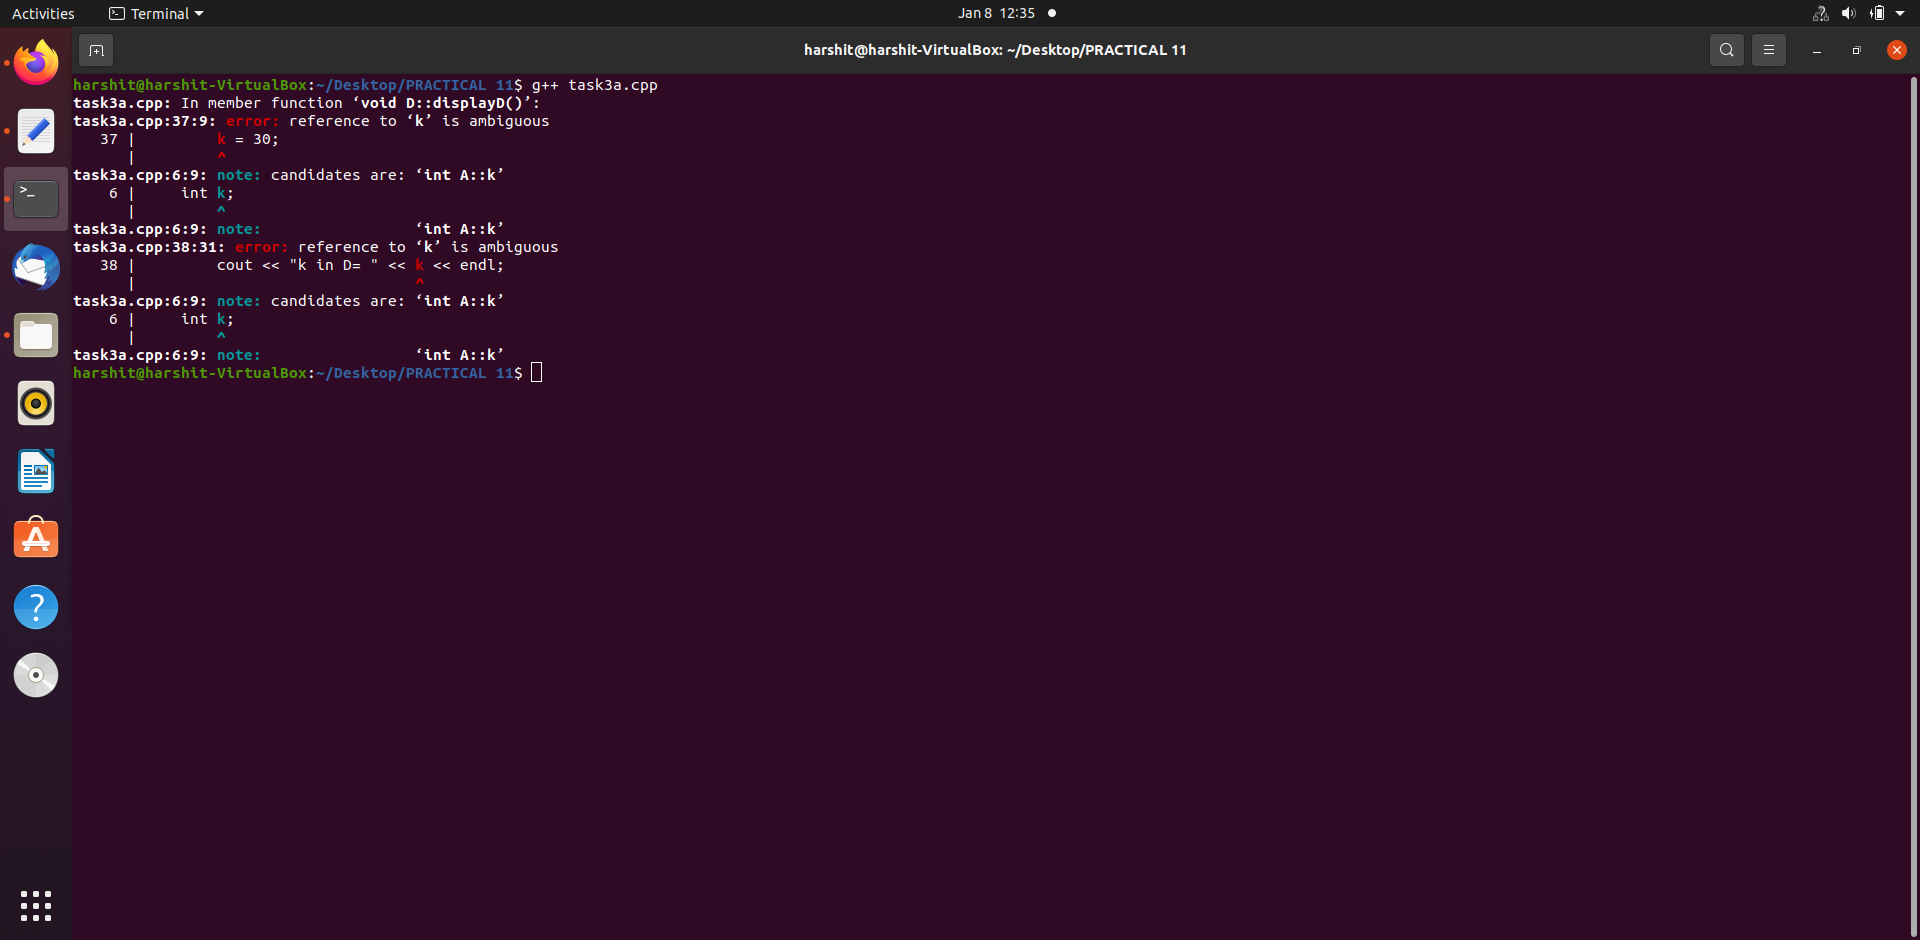 Activities
Terminal
Jan 8 12:35
harshit@harshit-VirtualBox: ~/Desktop/PRACTICAL 11
harshit@harshit-VirtualBox:~/Desktop/PRACTICAL 11$ g++ task3a.cpp
task3a.cpp: In member function ‘void D::displayD()’:
task3a.cpp:37:9: error: reference to ‘k’ is ambiguous
   37 |         k = 30;
      |         ^
task3a.cpp:6:9: note: candidates are: ‘int A::k’
    6 |     int k;
      |         ^
task3a.cpp:6:9: note:                 ‘int A::k’
task3a.cpp:38:31: error: reference to ‘k’ is ambiguous
   38 |         cout << "k in D= " << k << endl;
      |                               ^
task3a.cpp:6:9: note: candidates are: ‘int A::k’
    6 |     int k;
      |         ^
task3a.cpp:6:9: note:                 ‘int A::k’
harshit@harshit-VirtualBox:~/Desktop/PRACTICAL 11$